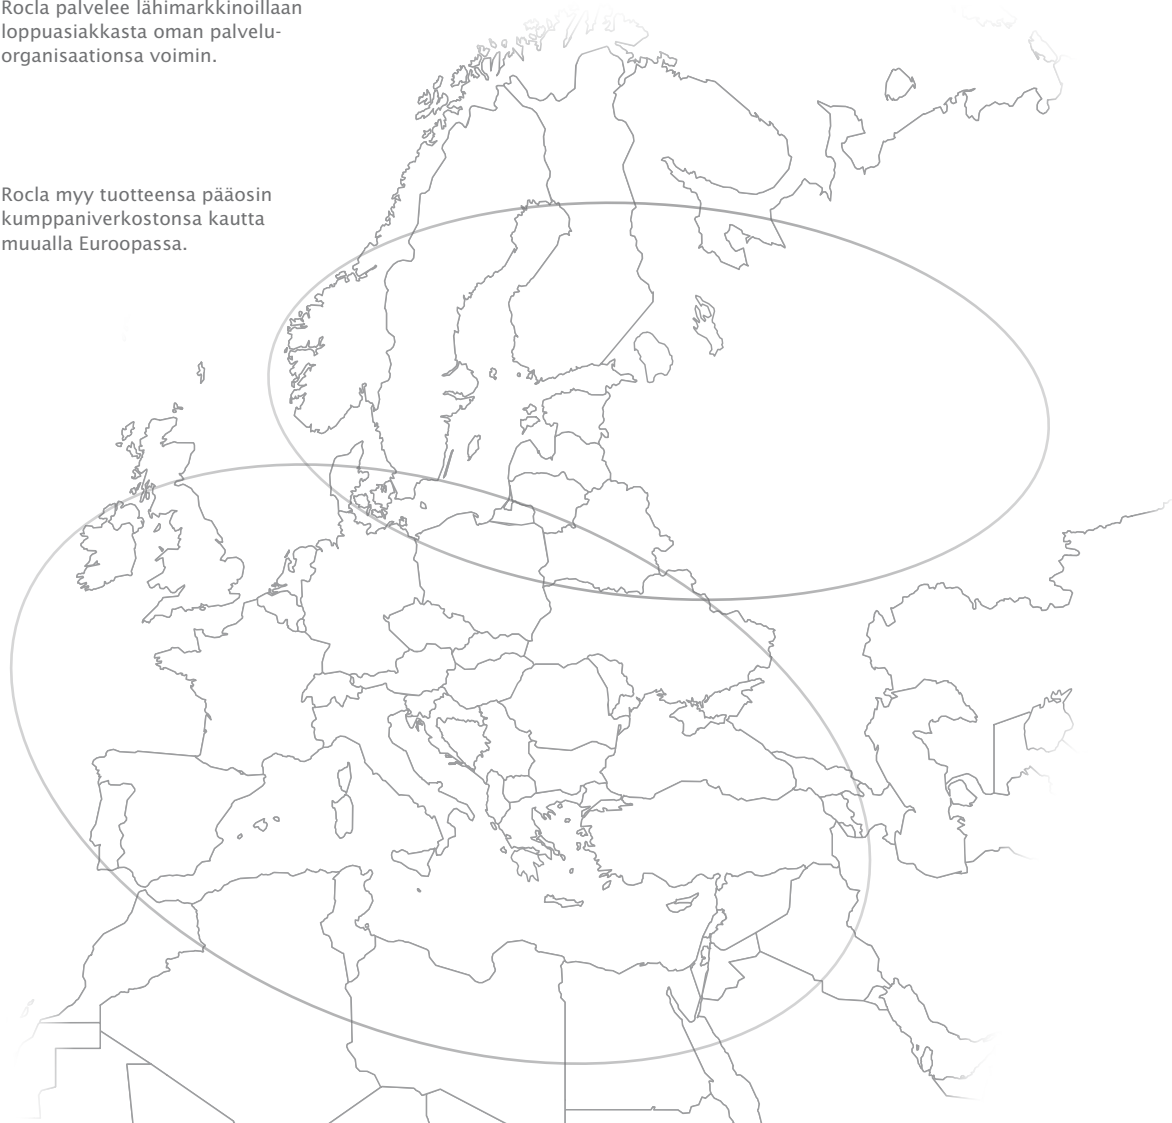 Rocla palvelee lähimarkkinoillaan
loppuasiakkasta oman palvelu-
organisaationsa voimin.
Rocla myy tuotteensa pääosin
kumppaniverkostonsa kautta
muualla Euroopassa.